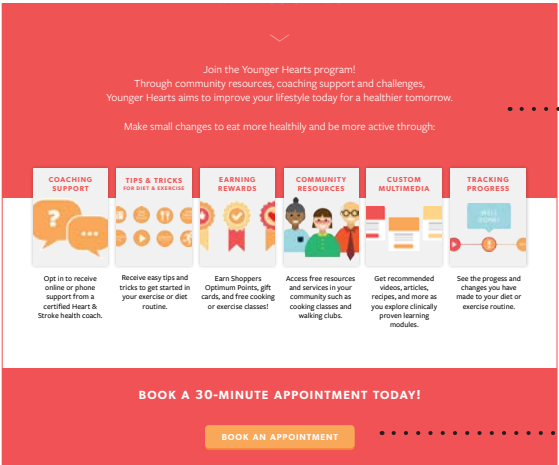 Join the Younger Hearts program!
Through community resources, coaching support and challenges,
Younger Hearts aims to improve your lifestyle today for a healthier tomorrow.
Make small changes to eat more healthily and be more active through:
COACHING
SUPPORT
Opt in to receive
online or phone
support from a
certified Heart &
Stroke health coach.
TIPS & TRICKS
FOR DIET & EXERCISE
Receive easy tips and
tricks to get started in
your exercise or diet
routine.
EARNING
REWARDS
Earn Shoppers
Optimum Points, gift
cards, and free cooking
or exercise classes!
COMMUNITY
RESOURCES
Access free resources
and services in your
community such as
cooking classes and
walking clubs.
CUSTOM
MULTIMEDIA
Get recommended
videos, articles,
recipes, and more as
you explore clinically
proven learning
modules.
TRACKING
PROGRESS
WELL
DONE!
See the progess and
changes you have
made to your diet or
exercise routine.
BOOK A 30-MINUTE APPOINTMENT TODAY!
BOOK AN APPOINTMENT